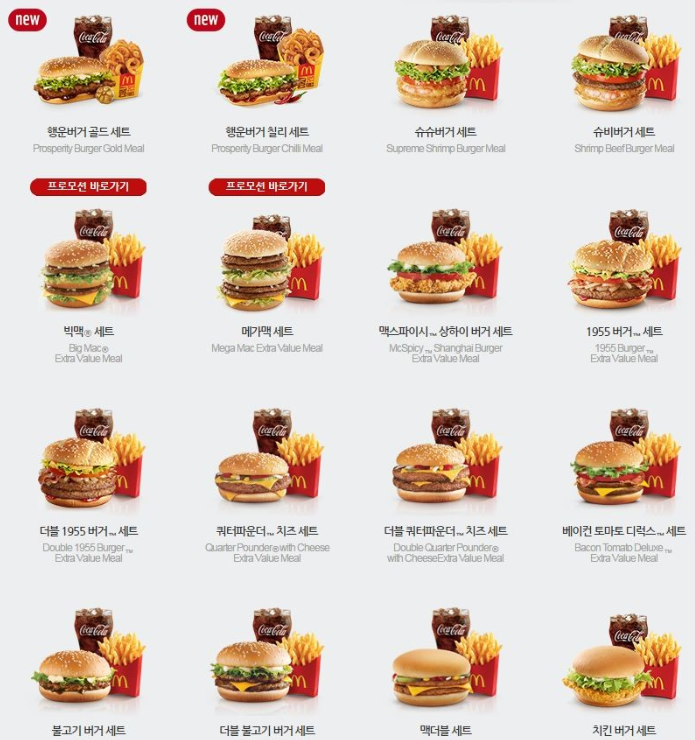 new
new
Coca-Cola
Coca-Cola
Coca-Cola
Coca-Cola
행운버거 골드 세트
Prosperity Burger Gold Meal
행운버거 칠리 세트
Prosperity Burger Chilli Meal
슈슈버거 세트
Supreme Shrimp Burger Meal
슈비버거 세트
Shrimp Beef Burger Meal
프로모션 바로가기
프로모션 바로가기
Coca-Cola
Coca-Cola
Coca-Cola
Coca-Cola
빅맥® 세트
Big Mac®
Extra Value Meal
메가맥 세트
Mega Mac Extra Value Meal
맥스파이시™ 상하이 버거 세트
McSpicy™ Shanghai Burger
Extra Value Meal
1955 버거™ 세트
1955 Burger™
Extra Value Meal
Coca-Cola
Coca-Cola
Coca-Cola
Coca-Cola
더블 1955 버거™ 세트
Double 1955 Burger™
Extra Value Meal
쿼터파운더™ 치즈 세트
Quarter Pounder® with Cheese
Extra Value Meal
더블 쿼터파운더™ 치즈 세트
Double Quarter Pounder®
with CheeseExtra Value Meal
베이컨 토마토 디럭스™ 세트
Bacon Tomato Deluxe™
Extra Value Meal
Coca-Cola
Coca-Cola
Coca-Cola
Coca-Cola
불고기 버거 세트
더블 불고기 버거 세트
맥더블 세트
치킨 버거 세트